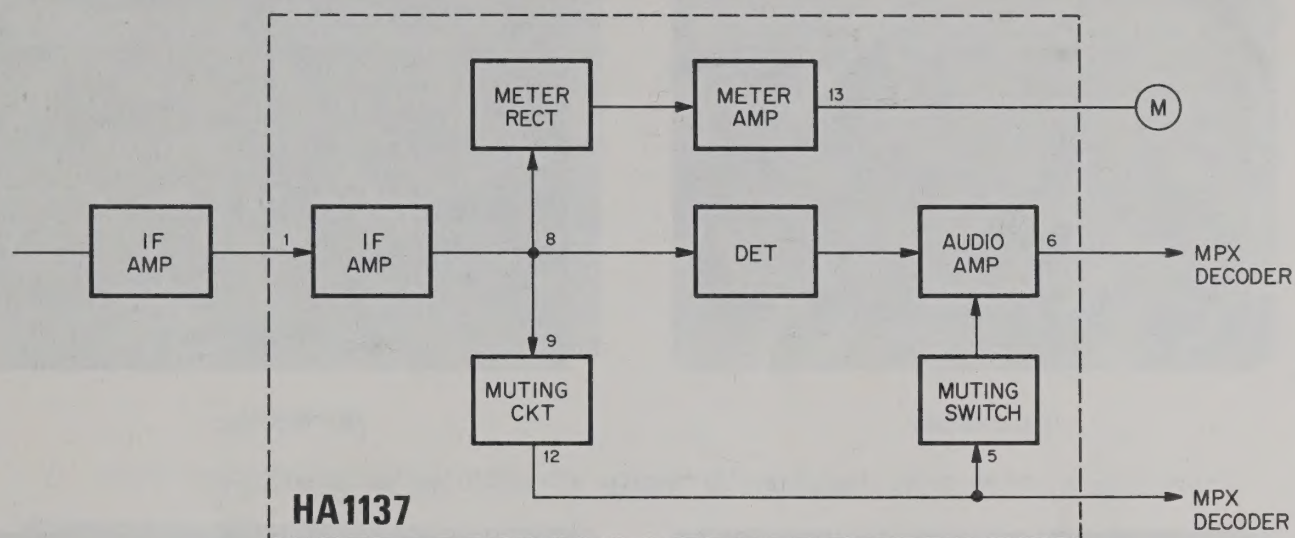 METER
RECT
METER
AMP
13
M
IF
AMP
1
IF
AMP
8
DET
AUDIO
AMP
6
MPX
DECODER
9
MUTING
CKT
12
MUTING
SWITCH
5
HA1137
MPX
DECODER